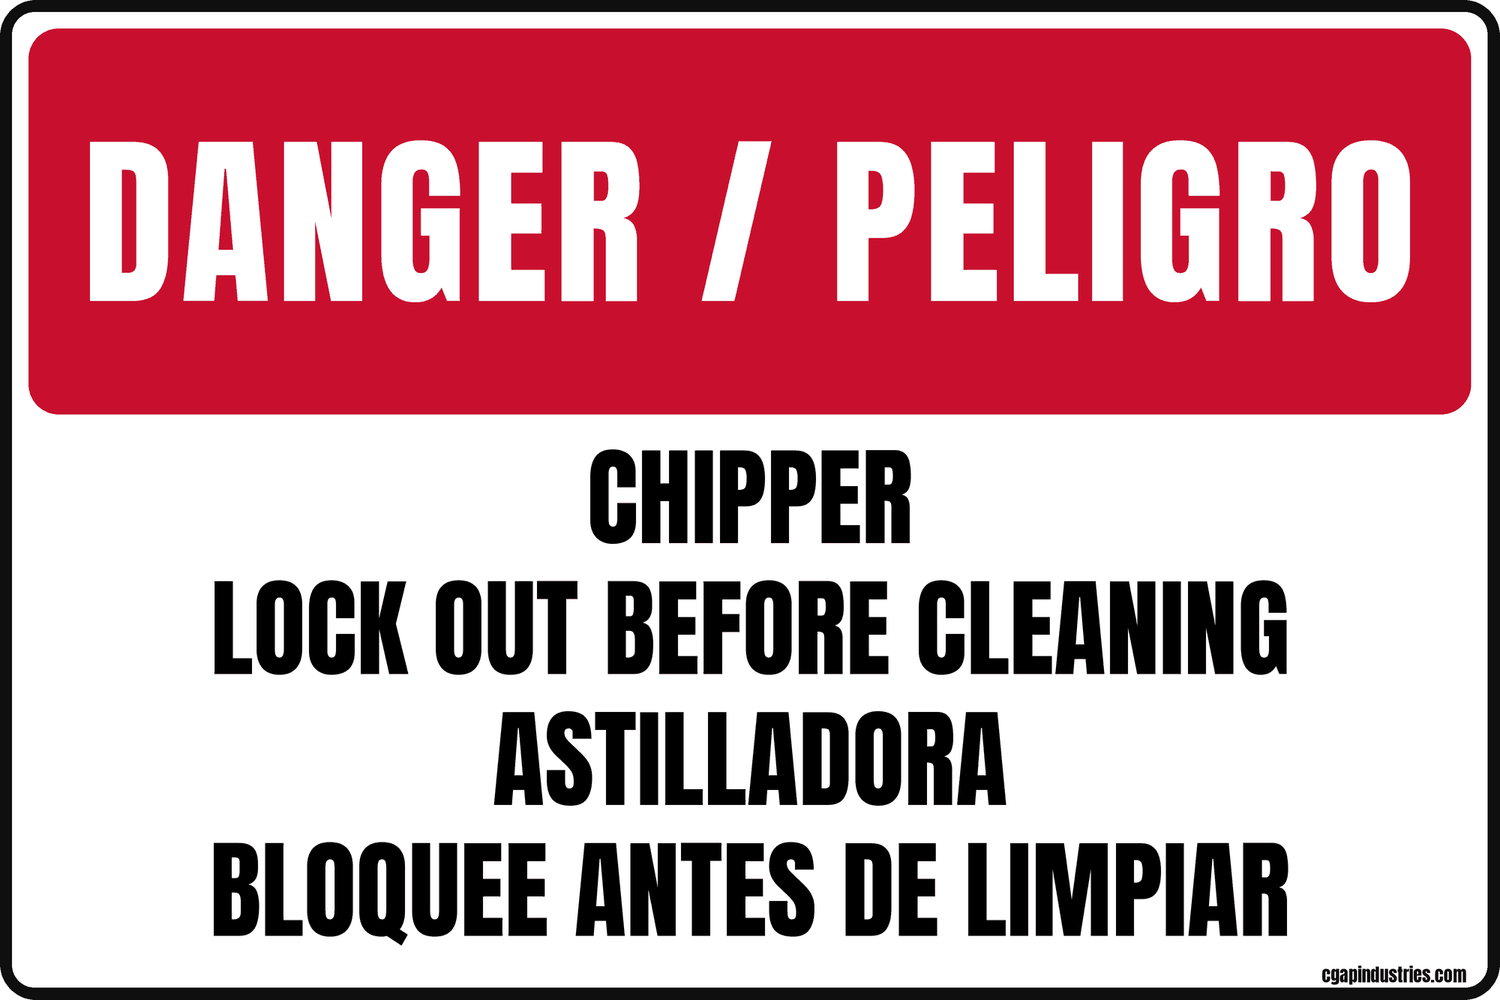 DANGER / PELIGRO
CHIPPER
LOCK OUT BEFORE CLEANING
ASTILLADORA
BLOQUEE ANTES DE LIMPIAR
cgapindustries.com